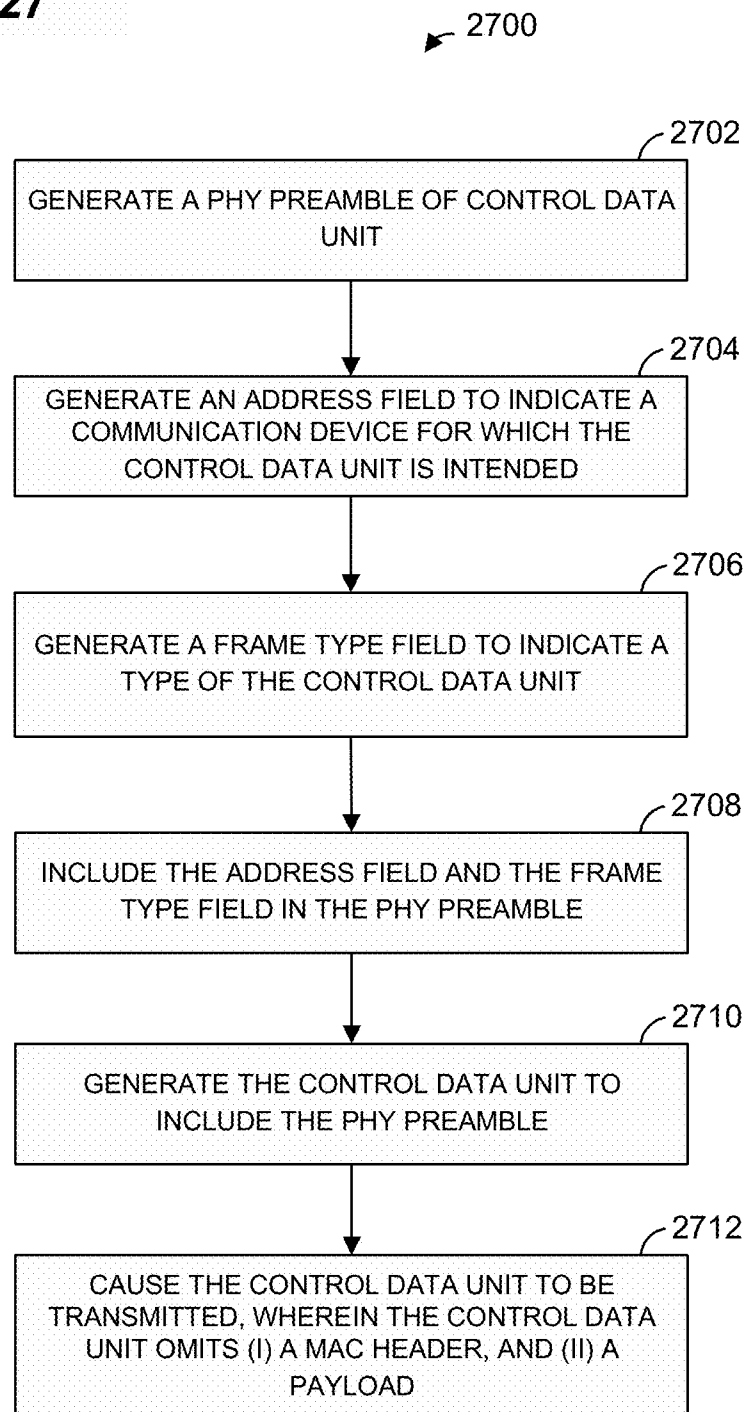 27
2700
2702
GENERATE A PHY PREAMBLE OF CONTROL DATA
UNIT
2704
GENERATE AN ADDRESS FIELD TO INDICATE A
COMMUNICATION DEVICE FOR WHICH THE
CONTROL DATA UNIT IS INTENDED
2706
GENERATE A FRAME TYPE FIELD TO INDICATE A
TYPE OF THE CONTROL DATA UNIT
2708
INCLUDE THE ADDRESS FIELD AND THE FRAME
TYPE FIELD IN THE PHY PREAMBLE
2710
GENERATE THE CONTROL DATA UNIT TO
INCLUDE THE PHY PREAMBLE
2712
CAUSE THE CONTROL DATA UNIT TO BE
TRANSMITTED, WHEREIN THE CONTROL DATA
UNIT OMITS (I) A MAC HEADER, AND (II) A
PAYLOAD